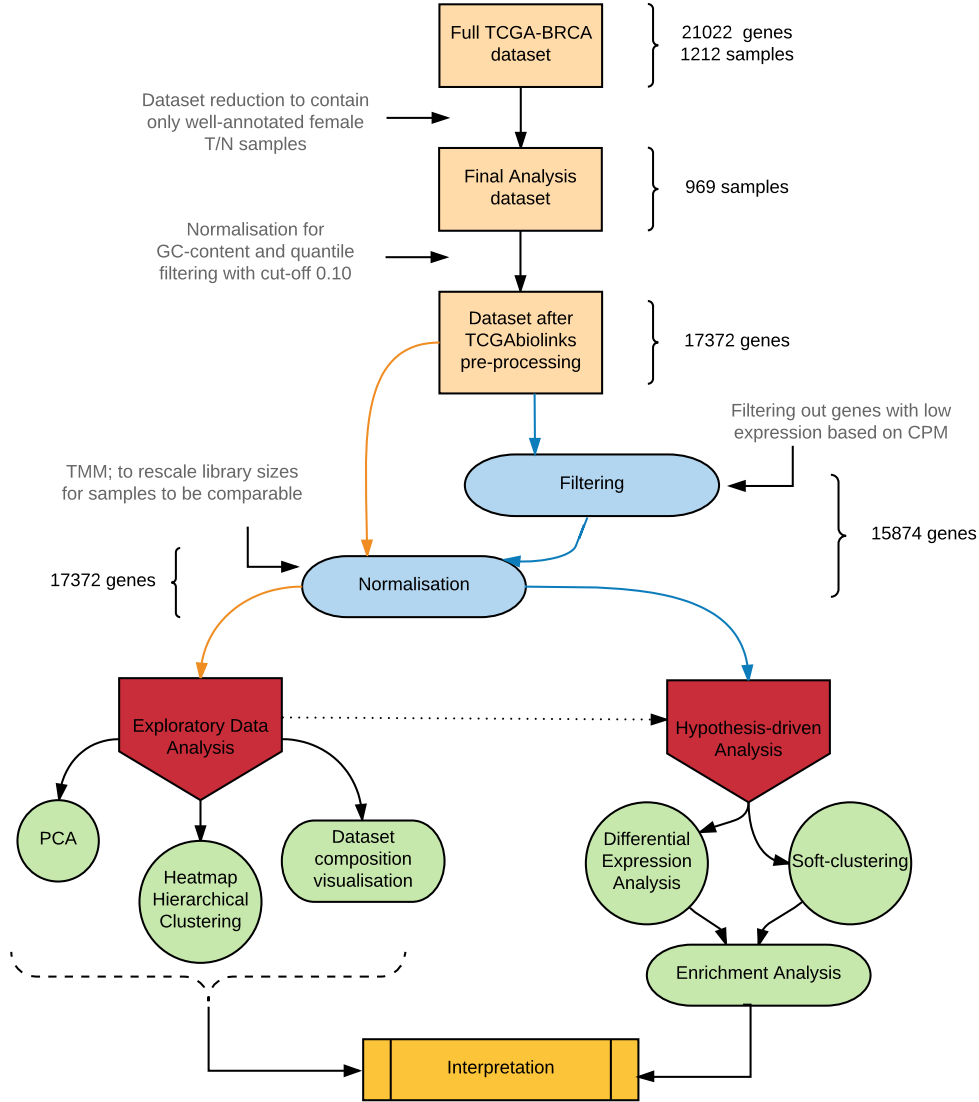 Full TCGA-BRCA
dataset
21022 genes
1212 samples
Dataset reduction to contain
only well-annotated female
T/N samples
Final Analysis
dataset
969 samples
Normalisation for
GC-content and quantile
filtering with cut-off 0.10
Dataset after
TCGAbiolinks
pre-processing
17372 genes
Filtering out genes with low
expression based on CPM
TMM; to rescale library sizes
for samples to be comparable
Filtering
15874 genes
17372 genes
Normalisation
Exploratory Data
Analysis
Hypothesis-driven
Analysis
PCA
Heatmap
Hierarchical
Clustering
Dataset
composition
visualisation
Differential
Expression
Analysis
Soft-clustering
Enrichment Analysis
Interpretation